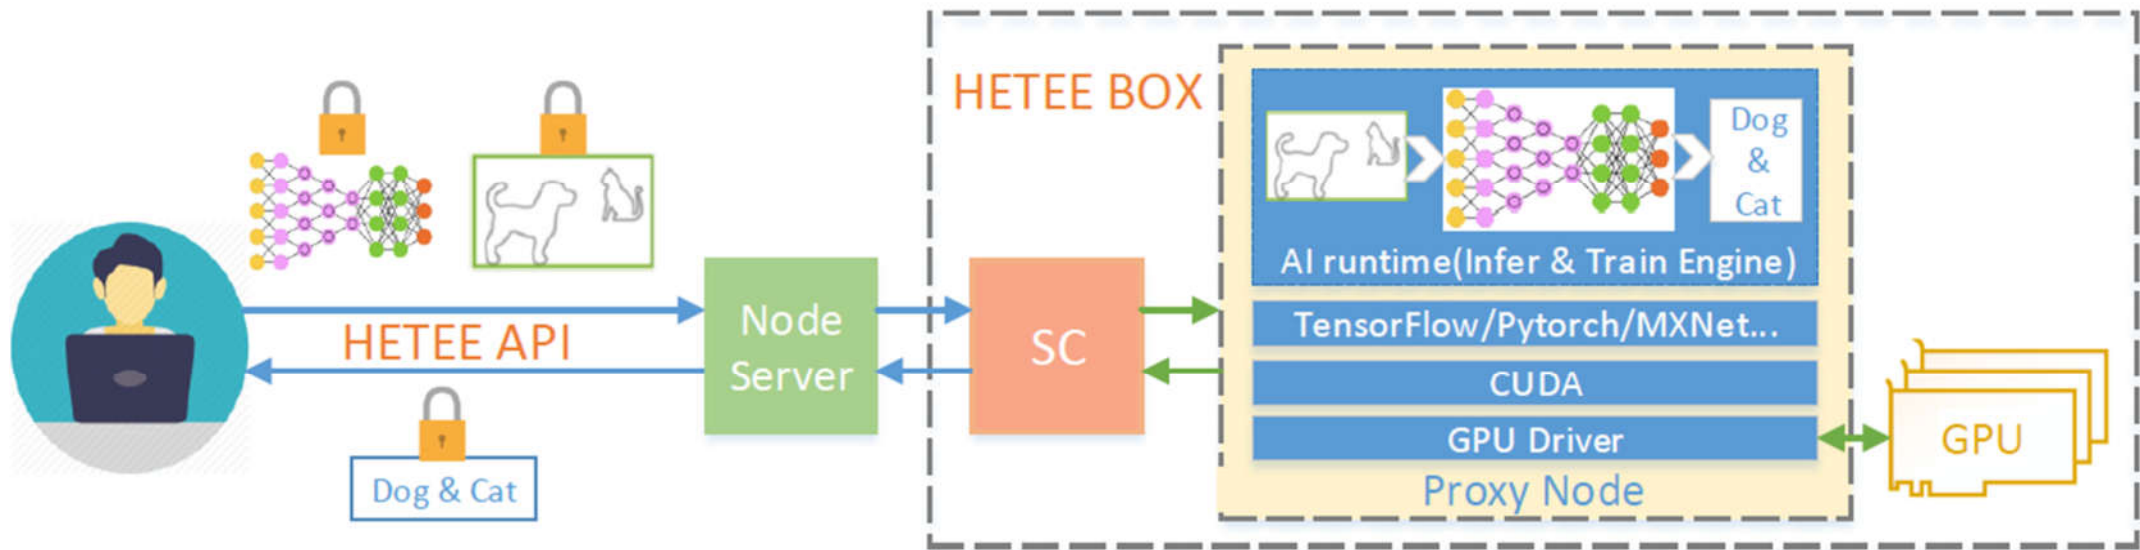 HETEE BOX
Dog
&
Cat
AI runtime(Infer & Train Engine)
HETEE API
Node
Server
SC
TensorFlow/Pytorch/MXNet...
CUDA
GPU Driver
GPU
Dog & Cat
Proxy Node